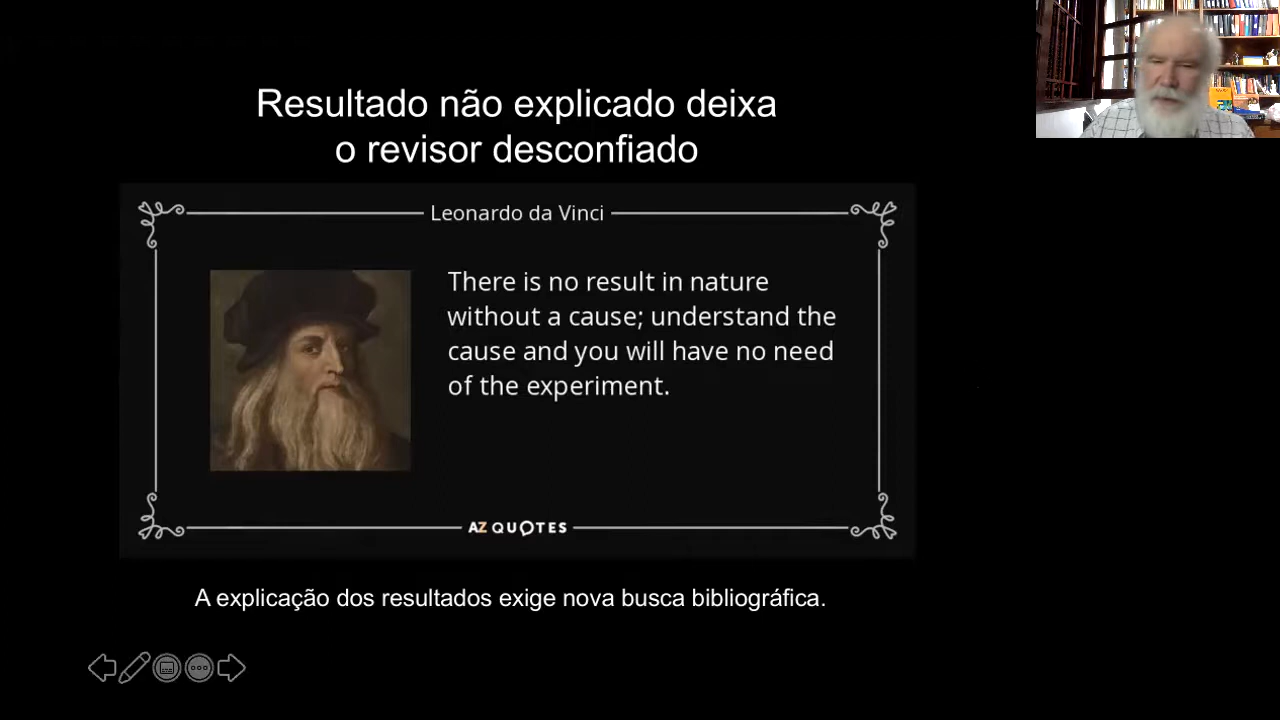 Resultado não explicado deixa
o revisor desconfiado
Leonardo da Vinci
There is no result in nature
without a cause; understand the
cause and you will have no need
of the experiment.
AZ QUOTES
A explicação dos resultados exige nova busca bibliográfica.